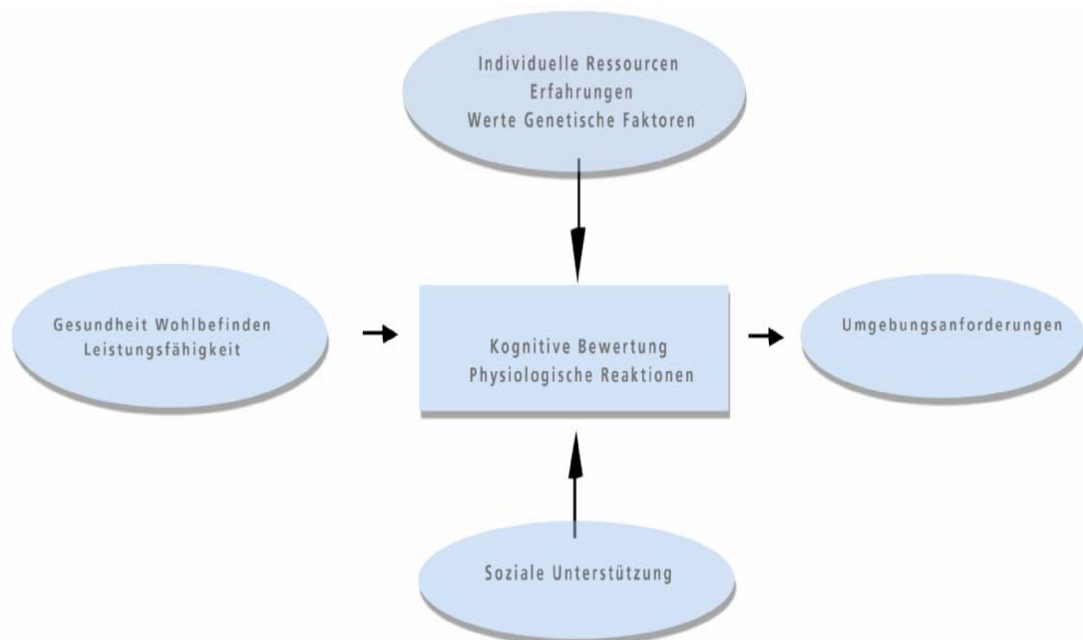 Individuelle Ressourcen
Erfahrungen
Werte Genetische Faktoren
Gesundheit Wohlbefinden
Leistungsfähigkeit
Kognitive Bewertung
Physiologische Reaktionen
Umgebungsanforderungen
Soziale Unterstützung